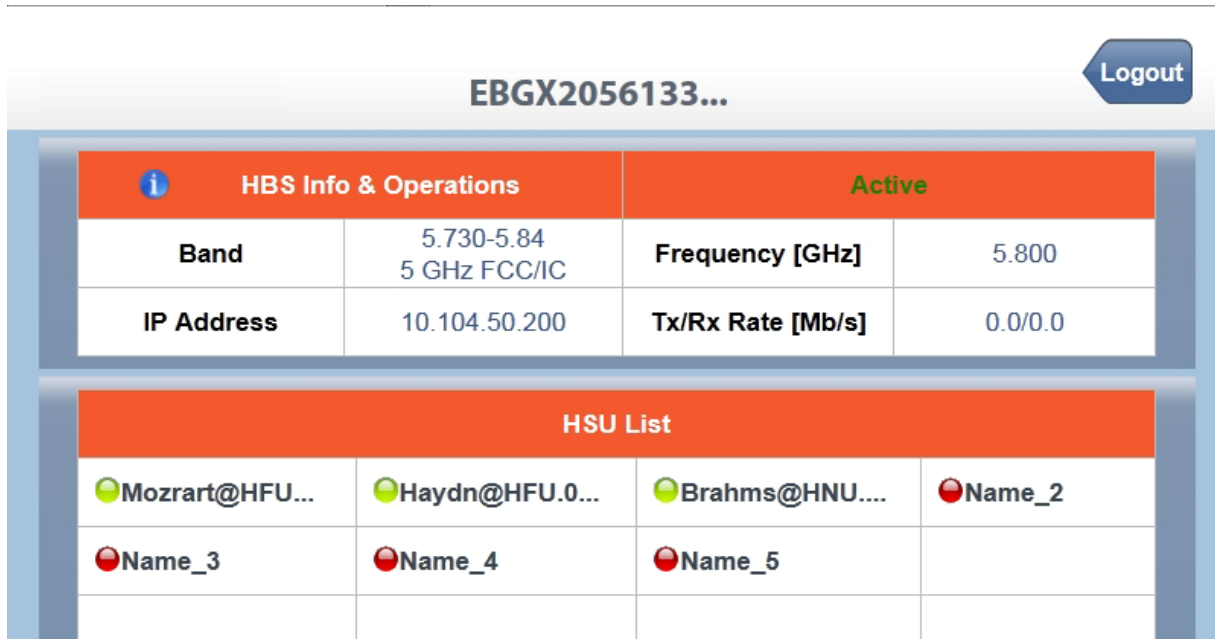 EBGX2056133...
Logout
HBS Info & Operations
Active
Band
5.730-5.84
5 GHz FCC/IC
Frequency [GHz]
5.800
IP Address
10.104.50.200
Tx/Rx Rate [Mb/s]
0.0/0.0
HSU List
Mozrart@HFU...
Haydn@HFU.0...
Brahms@HNU....
Name_2
Name_3
Name_4
Name_5